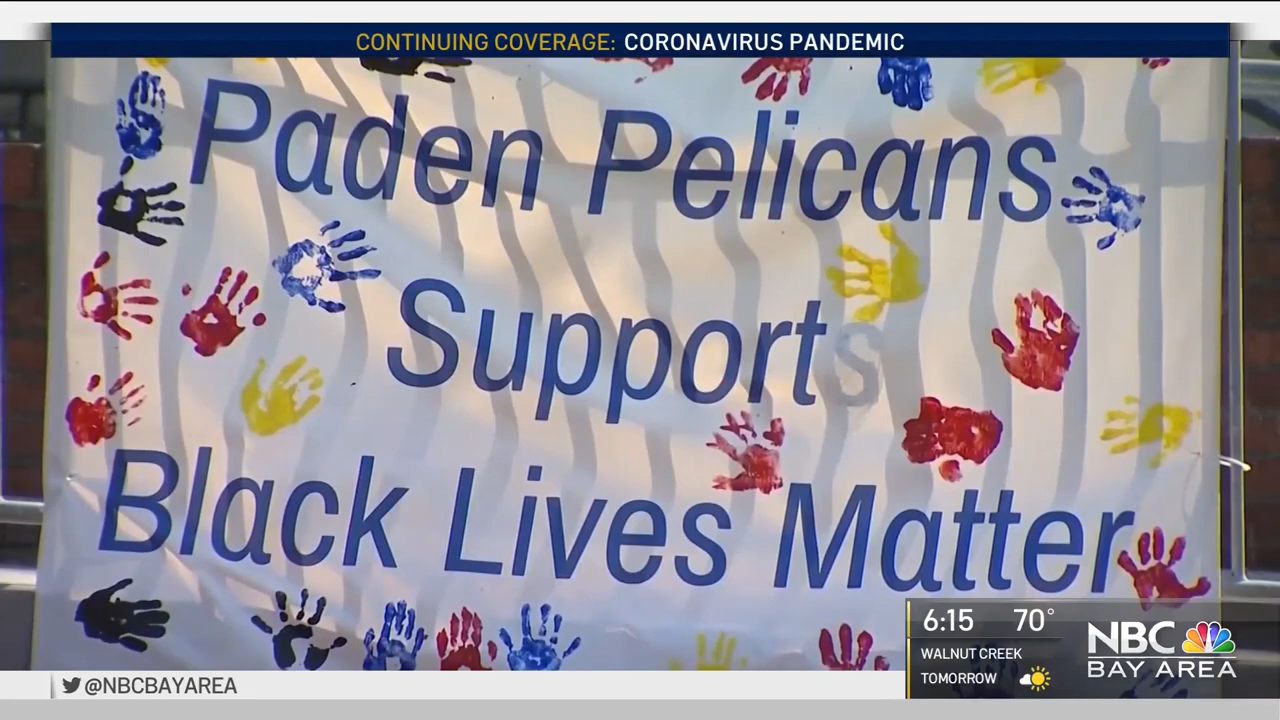 CONTINUING COVERAGE: CORONAVIRUS PANDEMIC
Paden Pelicans
Supports
Black Lives Matter
6:15 70°
WALNUT CREEK
TOMORROW
NBC
BAY AREA
@NBCBAYAREA